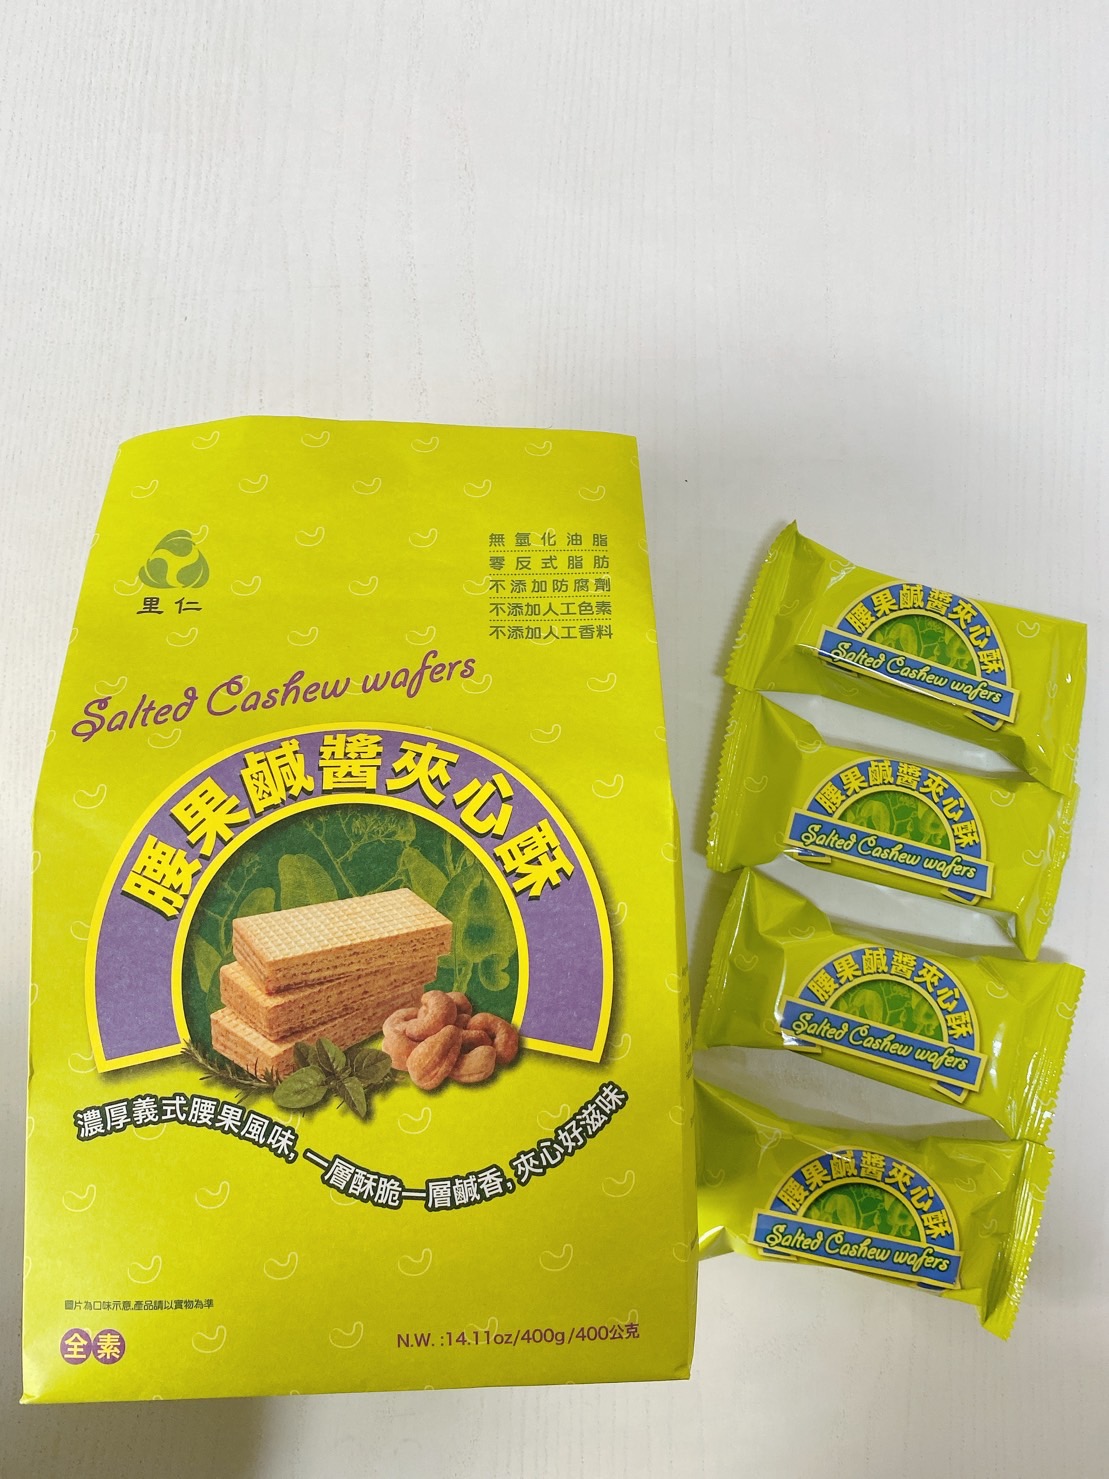 里仁
無氫化油脂
零反式脂肪
不添加防腐劑
不添加人工色素
不添加人工香料
Salted Cashew wafers
腰果鹹醬夾心酥
濃厚義式腰果風味,一層酥脆一層鹹香,夾心好滋味
圖片為口味示意,產品請以實物為準
全素
N.W. :14.11oz/400g/400公克
腰果鹹醬夾心酥
Salted Cashew wafers
腰果鹹醬夾心酥
Salted Cashew wafers
腰果鹹醬夾心酥
Salted Cashew wafers
腰果鹹醬夾心酥
Salted Cashew wafers